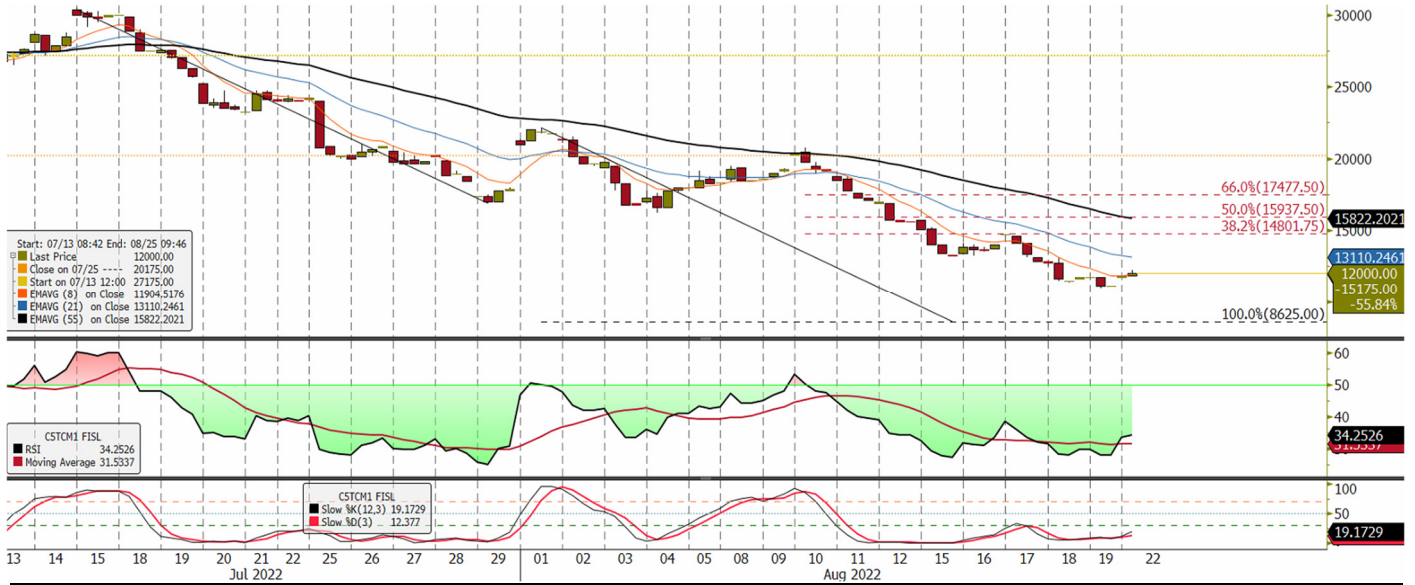 30000
25000
20000
66.0%(17477.50)
50.0%(15937.50)
15822.2021
15000
38.2%(14801.75)
13110.2461
12000.00
-15175.00
-55.84%
100.0%(8625.00)
Start: 07/13 08:42 End: 08/25 09:46
Last Price 12000.00
Close on 07/25 ---- 20175.00
Start on 07/13 12:00 27175.00
EMAVG (8) on Close 11904.5176
EMAVG (21) on Close 13110.2461
EMAVG (55) on Close 15822.2021
60
50
40
34.2526
C5TCM1 FISL
RSI 34.2526
Moving Average 31.5337
100
50
19.1729
C5TCM1 FISL
Slow %K(12,3) 19.1729
Slow %D(3) 12.377
13 14 15 18 19 20 21 22 25 26 27 28 29 01 02 03 04 05 08 09 10 11 12 15 16 17 18 19 22
Jul 2022 Aug 2022